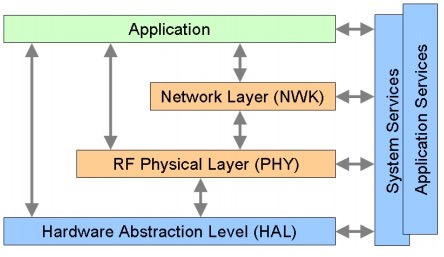 Application
Network Layer (NWK)
RF Physical Layer (PHY)
Hardware Abstraction Level (HAL)
System Services
Application Services